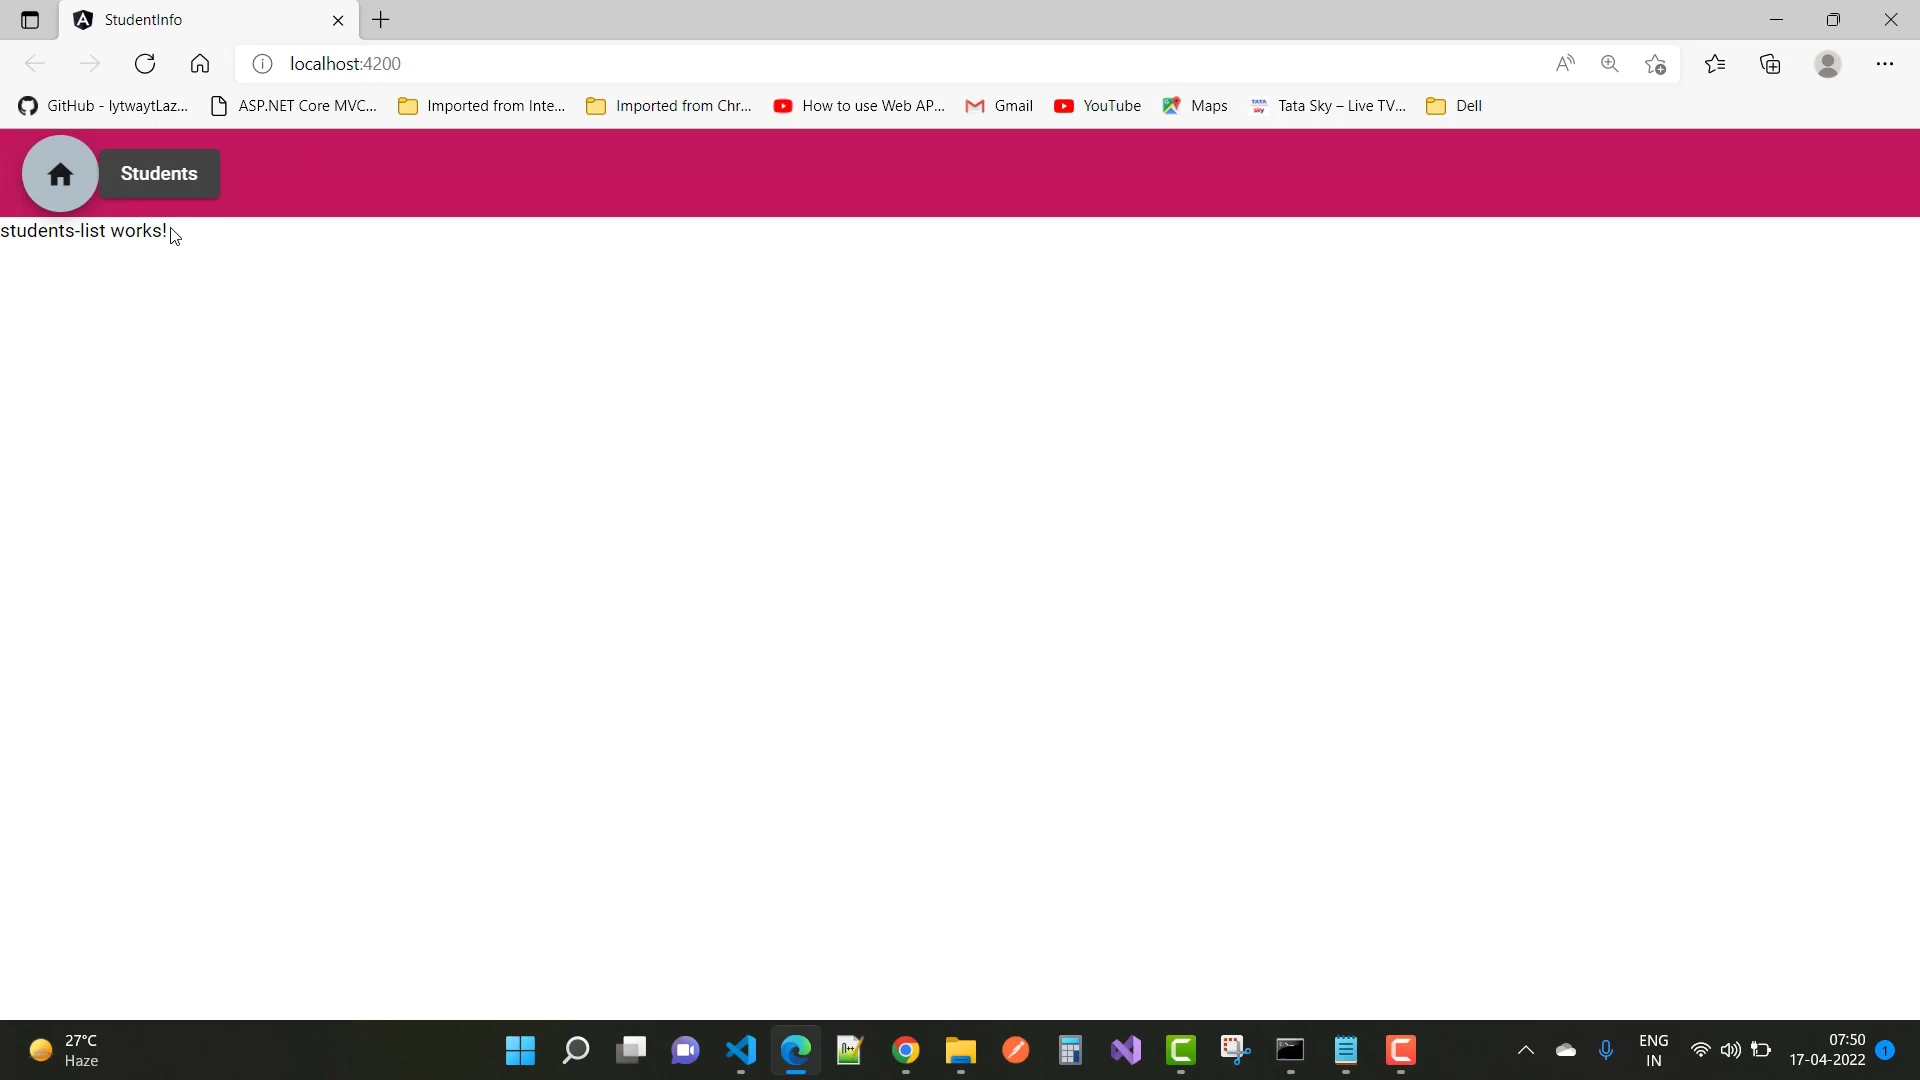 StudentInfo
localhost:4200
GitHub - lytwaytLaz...
ASP.NET Core MVC...
Imported from Inte...
Imported from Chr...
How to use Web AP...
Gmail
YouTube
Maps
Tata Sky – Live TV...
Dell
Students
students-list works!
27°C
Haze
ENG
IN
07:50
17-04-2022
1